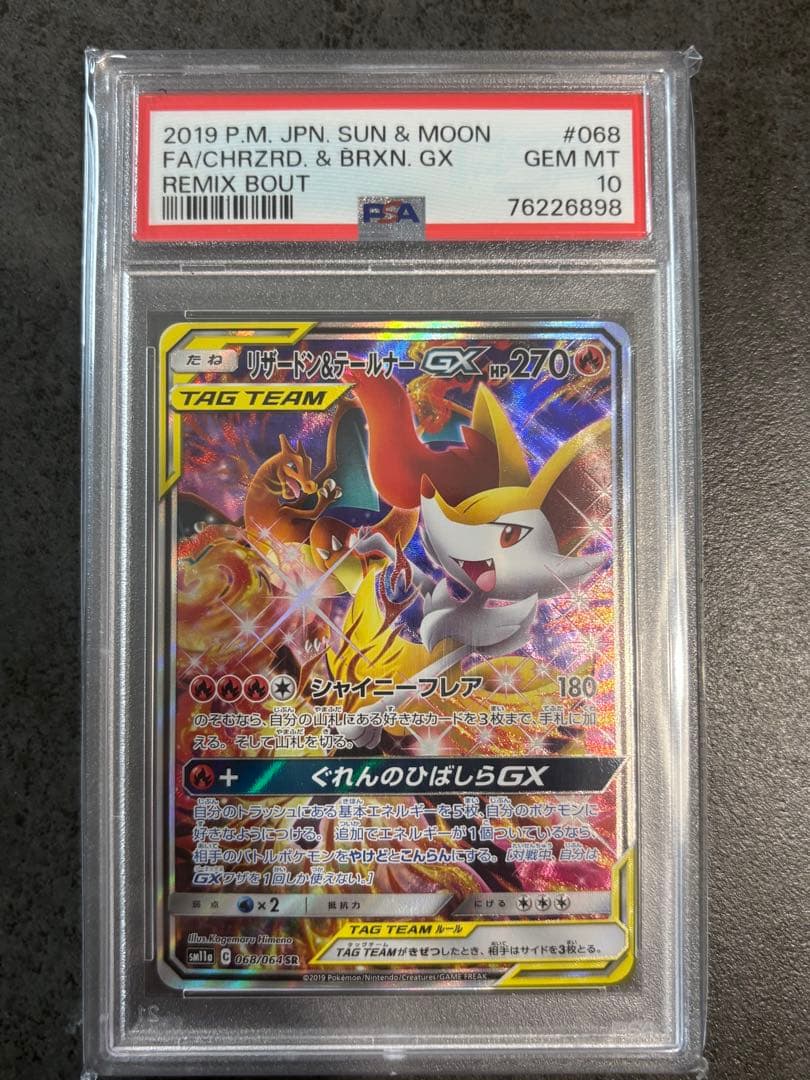 2019 P.M. JPN. SUN & MOON #068
FA/CHRZRD. & BRXN. GX GEM MT
REMIX BOUT 10
PSA 76226898
たね リザードン&テールナー GX HP 270
TAG TEAM
シャイニーフレア 180
のぞむなら、自分の山札にある好きなカードを3枚まで、手札に加
える。そして山札を切る。
+ ぐれんのひばしらGX
自分のトラッシュにある基本エネルギーを5枚、自分のポケモンに
好きなようにつける。追加でエネルギーが1個ついているなら、
相手のバトルポケモンをやけどとこんらんにする。[対戦中、自分は
GXワザを1回しか使えない。]
弱点 ×2 抵抗力 にげる
TAG TEAM ルール
Illus. Kagemaru Himeno
TAG TEAMがきぜつしたとき、相手はサイドを3枚とる。
sm11a C 068/064 SR
©2019 Pokémon/Nintendo/Creatures/GAME FREAK